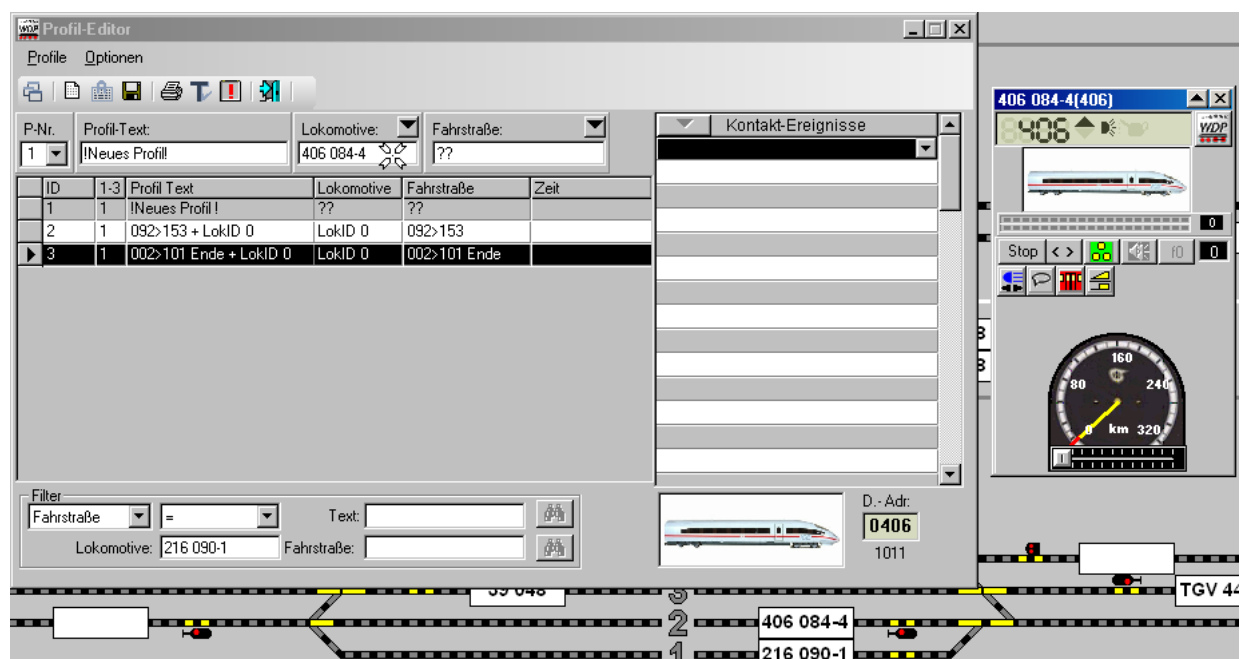 Profil-Editor
Profile Optionen
P-Nr. Profil-Text: Lokomotive: Fahrstraße: Kontakt-Ereignisse
1 !Neues Profil! 406 084-4 ??
ID 1-3 Profil Text Lokomotive Fahrstraße Zeit
1 1 !Neues Profil ! ?? ??
2 1 092>153 + LokID 0 LokID 0 092>153
3 1 002>101 Ende + LokID 0 LokID 0 002>101 Ende
Filter
Fahrstraße = Text:
Lokomotive: 216 090-1 Fahrstraße:
D.- Adr:
0406
1011
406 084-4(406)
406 WDP
0
Stop < > f0 0
80 160 240
0 km 320
TGV 44
39 048 3
2 406 084-4
1 216 090-1